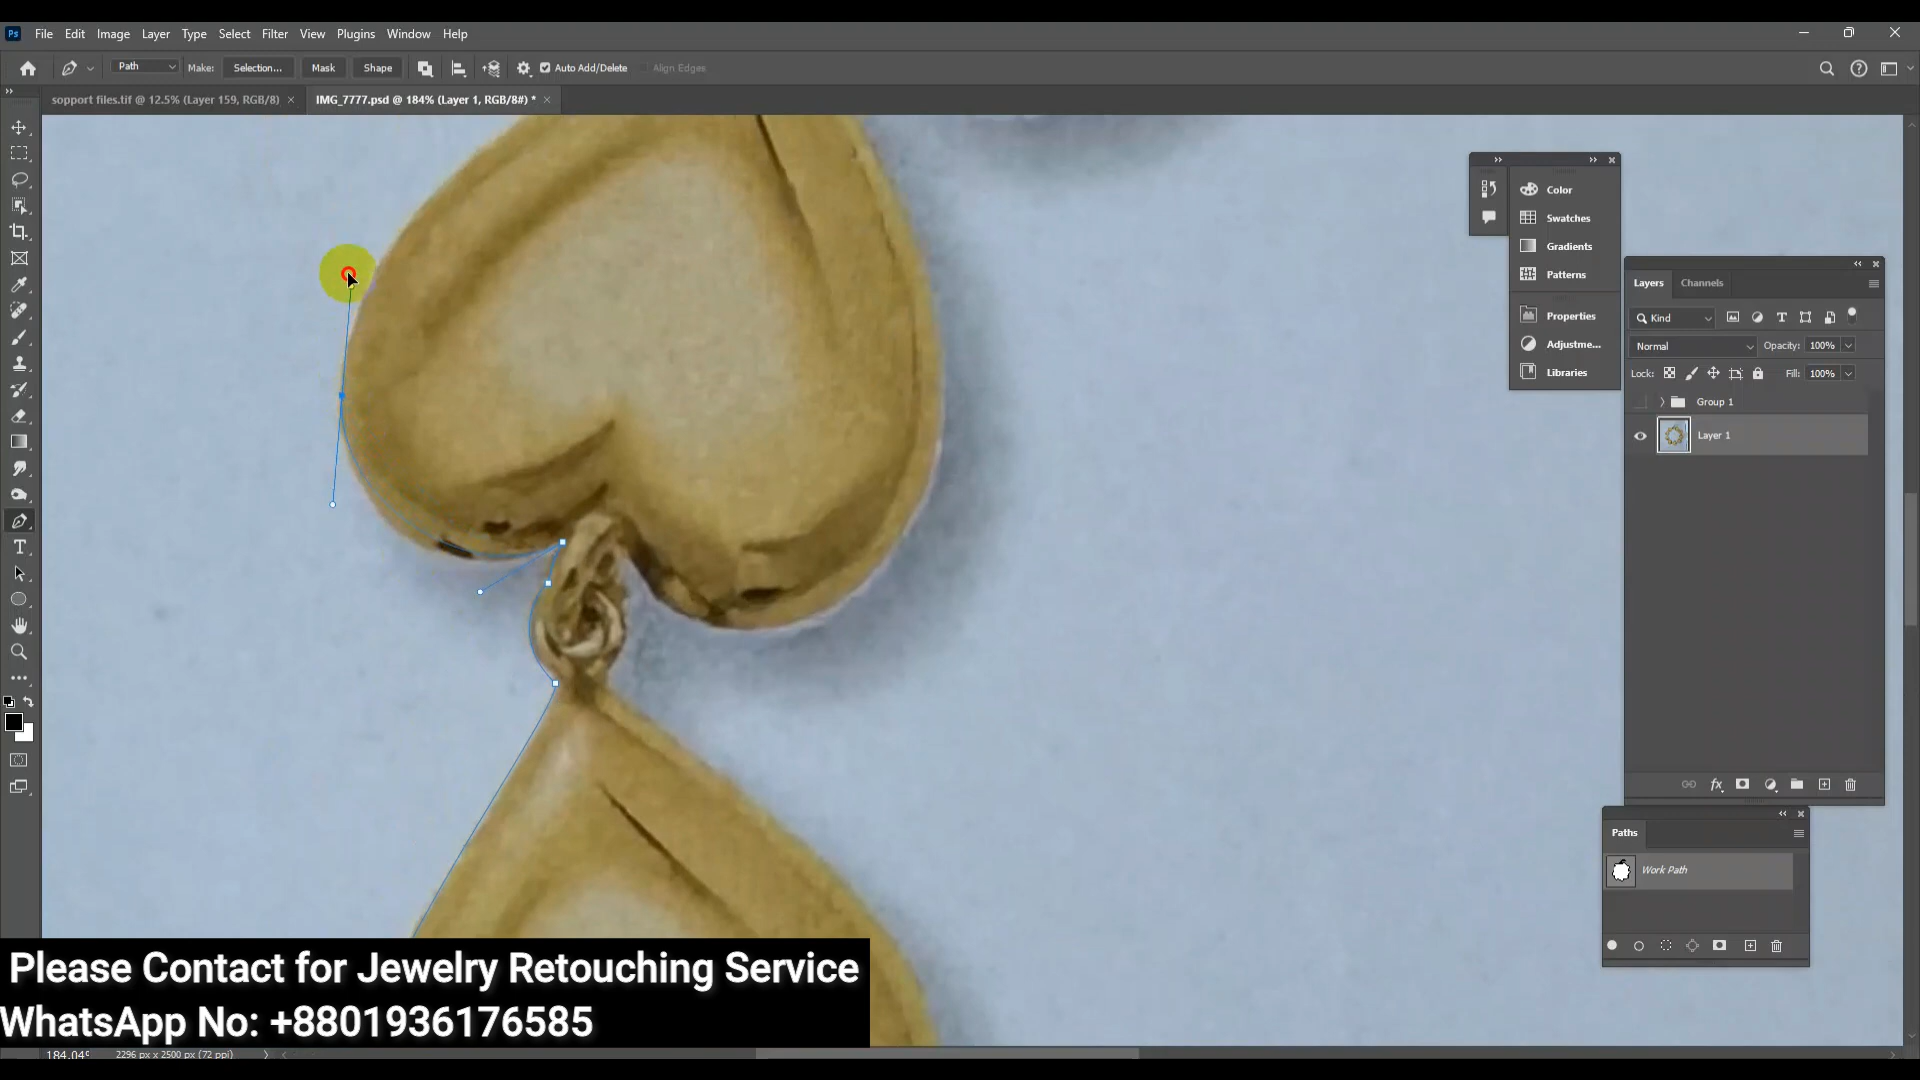 Ps File Edit Image Layer Type Select Filter View Plugins Window Help
Path Make: Selection... Mask Shape Auto Add/Delete Align Edges
sopport files.tif @ 12.5% (Layer 159, RGB/8) × IMG_7777.psd @ 184% (Layer 1, RGB/8#) * ×
Color
Swatches
Gradients
Patterns
Properties
Adjustme...
Libraries
Layers Channels
Kind
Normal Opacity: 100%
Lock: Fill: 100%
Group 1
Layer 1
Paths
Work Path
Please Contact for Jewelry Retouching Service
WhatsApp No: +8801936176585
184.04% 2296 px x 2500 px (72 ppi)